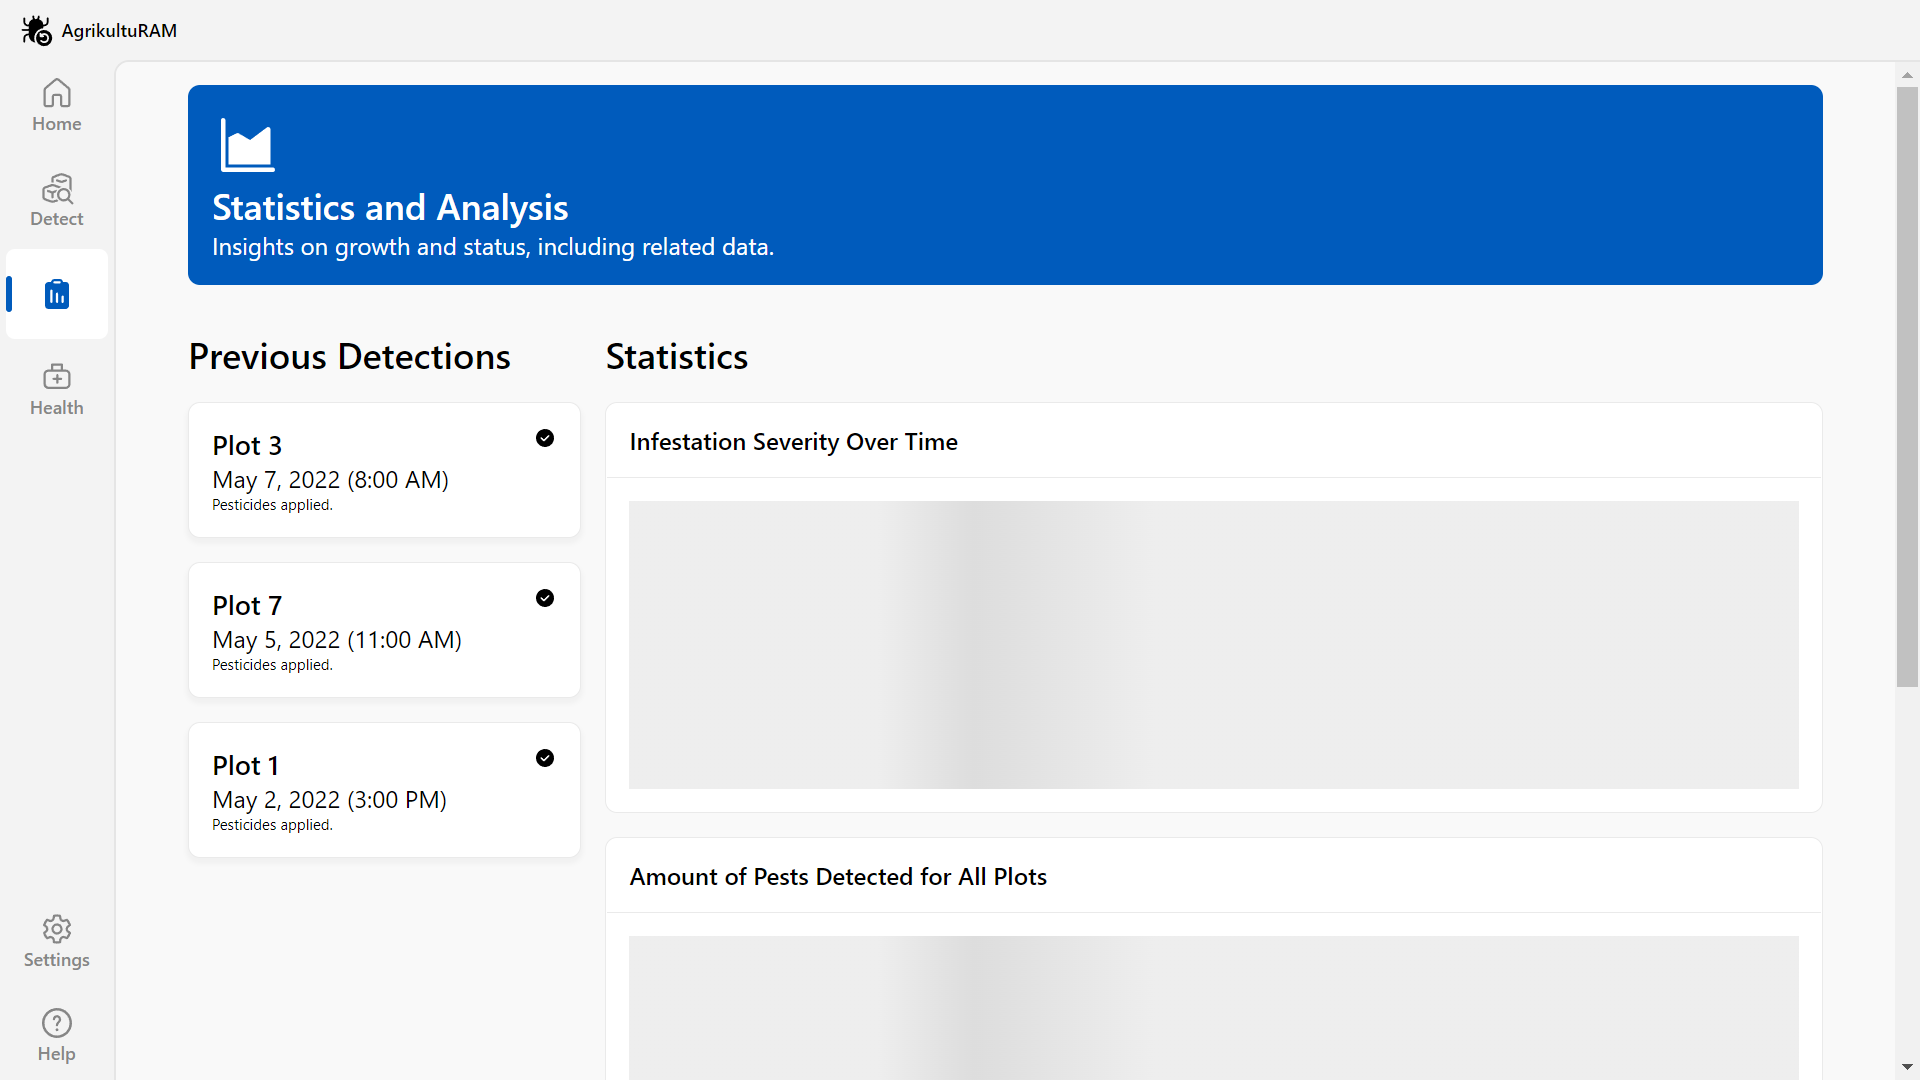 AgrikultuRAM
Home
Detect
Health
Settings
Help
Statistics and Analysis
Insights on growth and status, including related data.
Previous Detections
Plot 3
May 7, 2022 (8:00 AM)
Pesticides applied.
Plot 7
May 5, 2022 (11:00 AM)
Pesticides applied.
Plot 1
May 2, 2022 (3:00 PM)
Pesticides applied.
Statistics
Infestation Severity Over Time
Amount of Pests Detected for All Plots